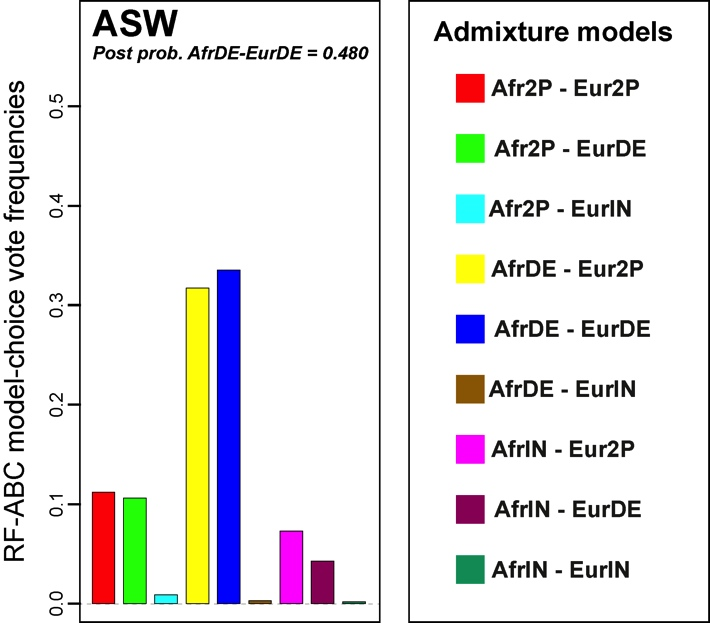 ASW
Post prob. AfrDE-EurDE = 0.480
RF-ABC model-choice vote frequencies
0.5
0.4
0.3
0.2
0.1
0.0
Admixture models
Afr2P - Eur2P
Afr2P - EurDE
Afr2P - EurIN
AfrDE - Eur2P
AfrDE - EurDE
AfrDE - EurIN
AfrIN - Eur2P
AfrIN - EurDE
AfrIN - EurIN